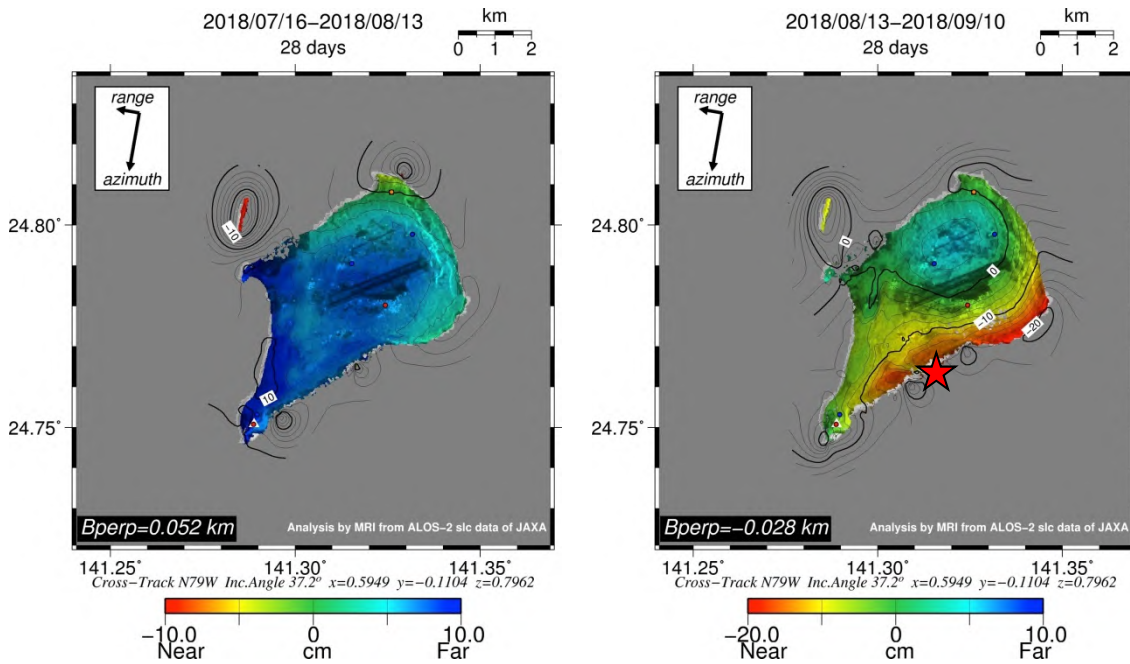 2018/07/16−2018/08/13
28 days
km
0 1 2
range
azimuth
24.80°
24.75°
−10
10
Bperp=0.052 km
Analysis by MRI from ALOS−2 slc data of JAXA
141.25 141.30 141.35
Cross−Track N79W Inc.Angle 37.2° x=0.5949 y=−0.1104 z=0.7962
−10.0 0 10.0
Near cm Far
2018/08/13−2018/09/10
28 days
km
0 1 2
range
azimuth
24.80°
24.75°
0
0
−10
−20
Bperp=−0.028 km
Analysis by MRI from ALOS−2 slc data of JAXA
141.25 141.30 141.35
Cross−Track N79W Inc.Angle 37.2° x=0.5949 y=−0.1104 z=0.7962
−20.0 0 20.0
Near cm Far